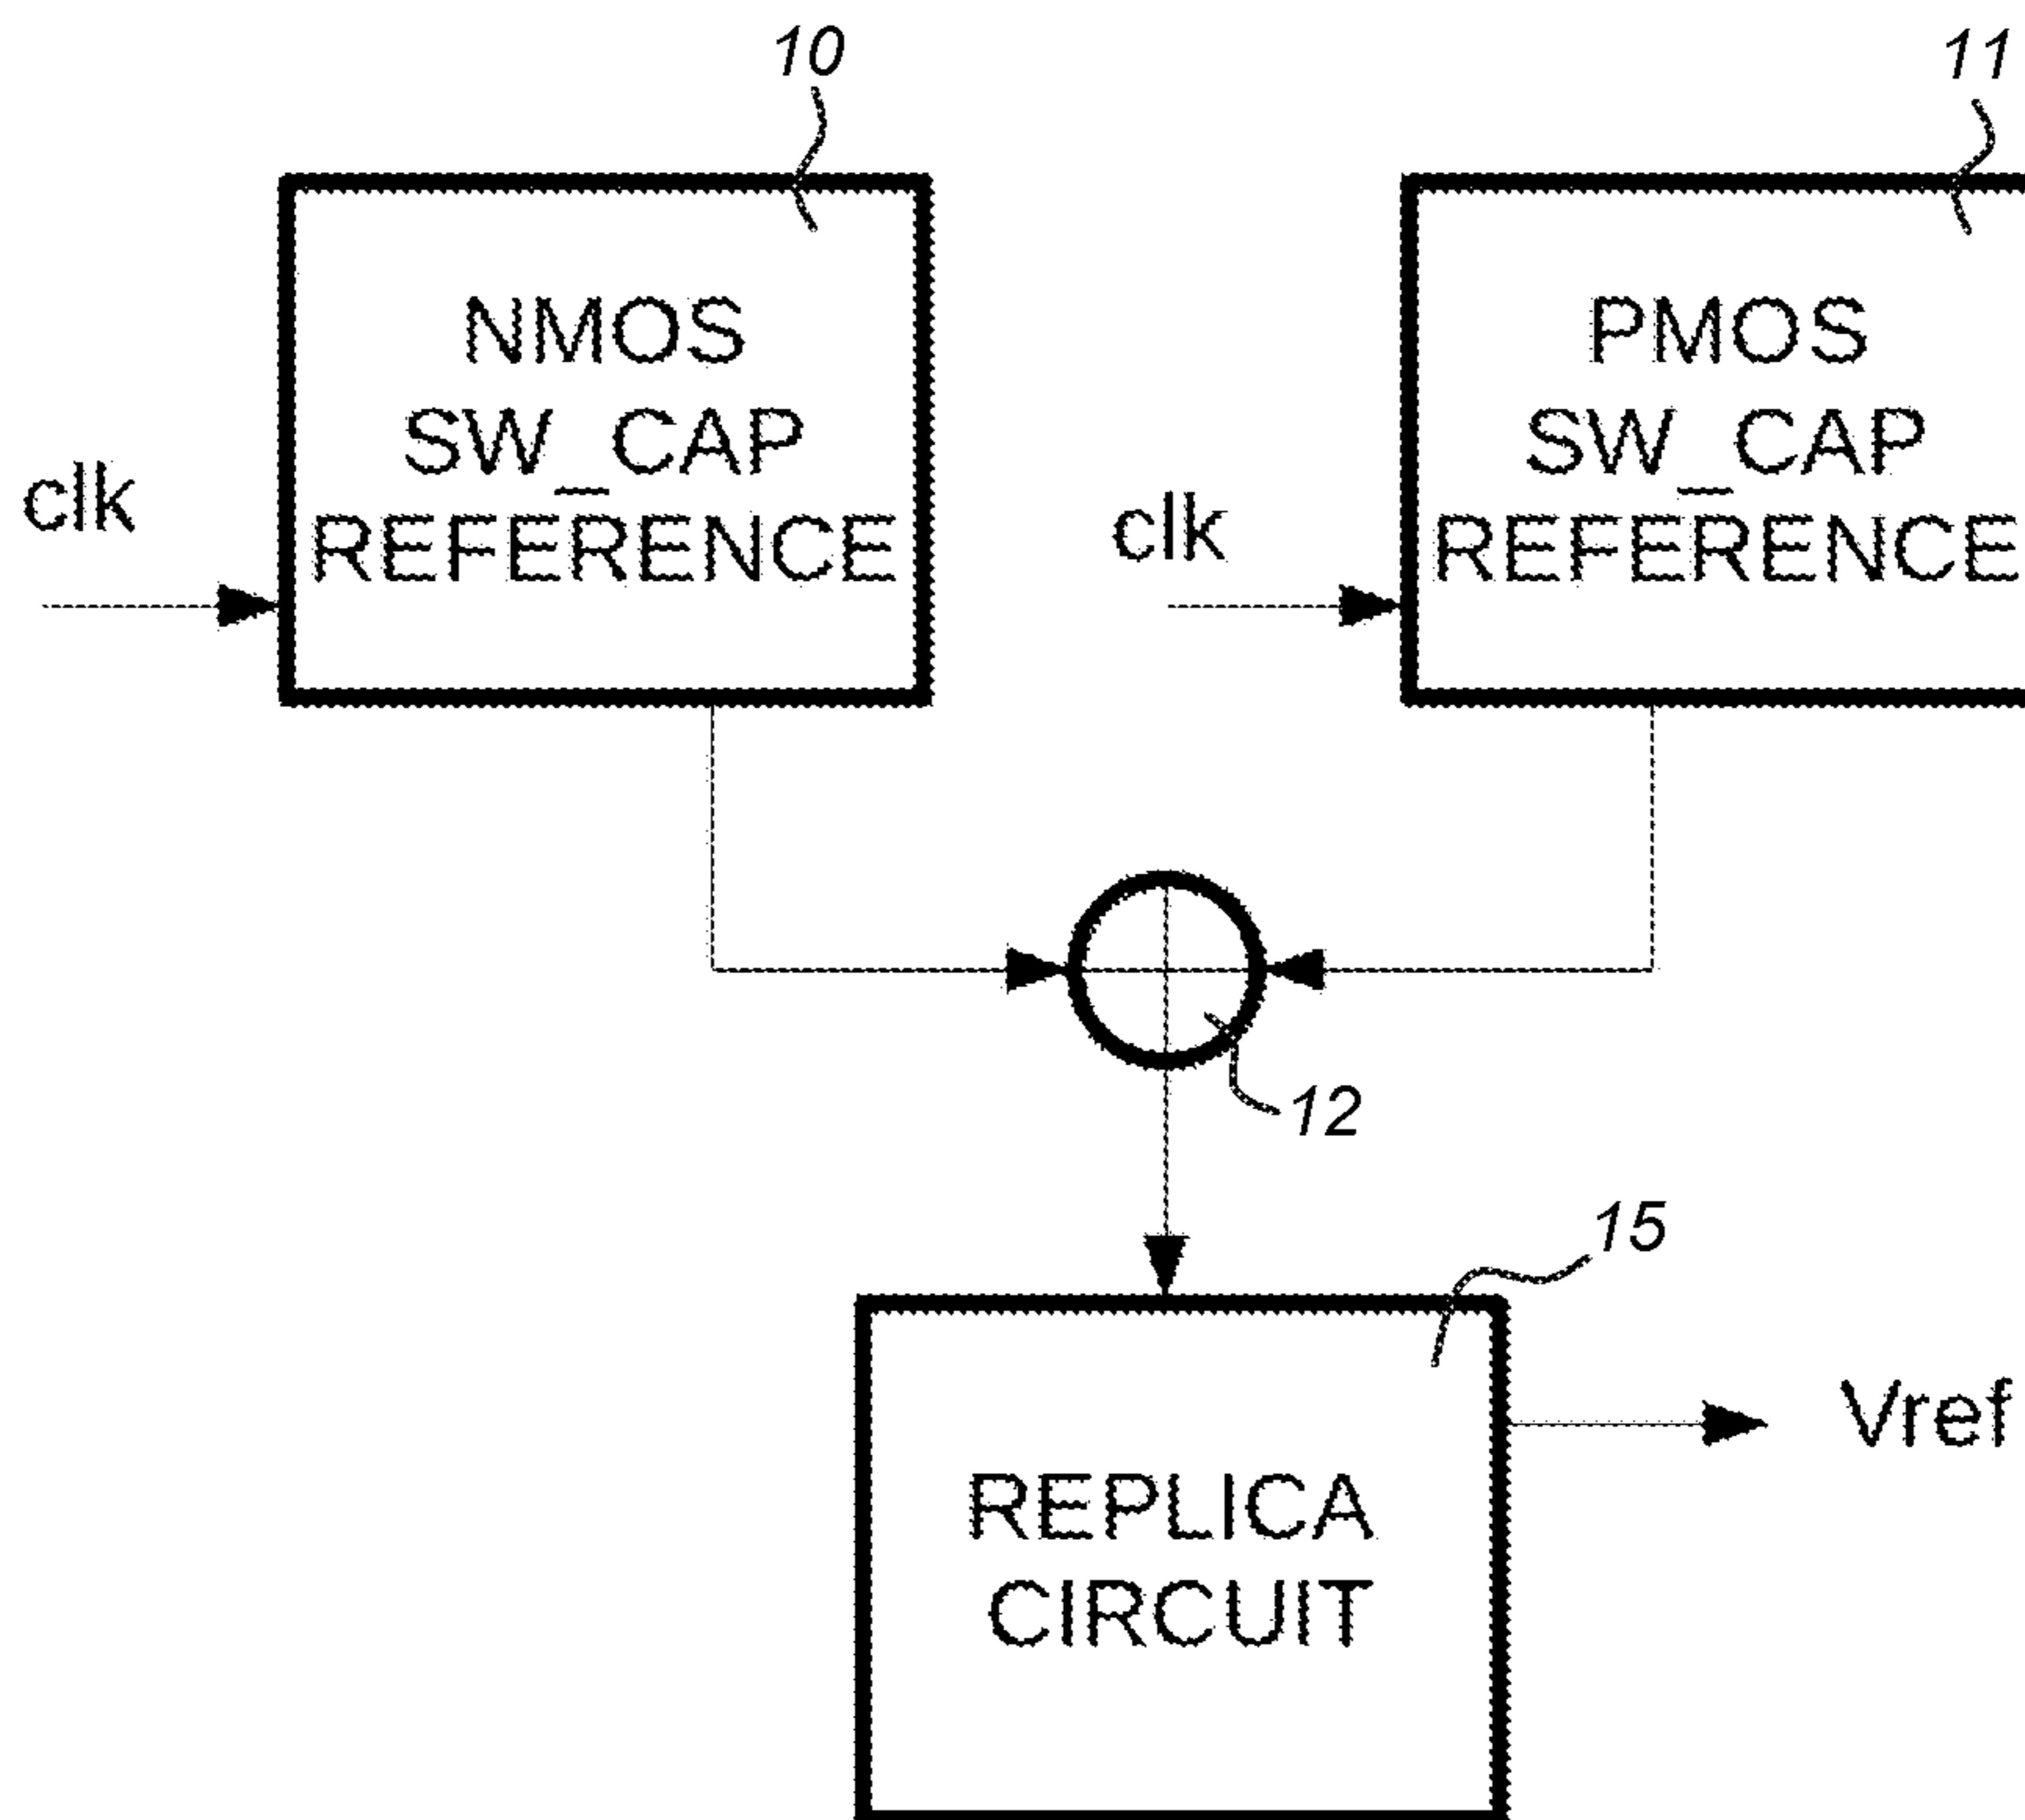 10
11
NMOS
SW_CAP
REFERENCE
clk
PMOS
SW_CAP
REFERENCE
clk
12
15
Vref
REPLICA
CIRCUIT